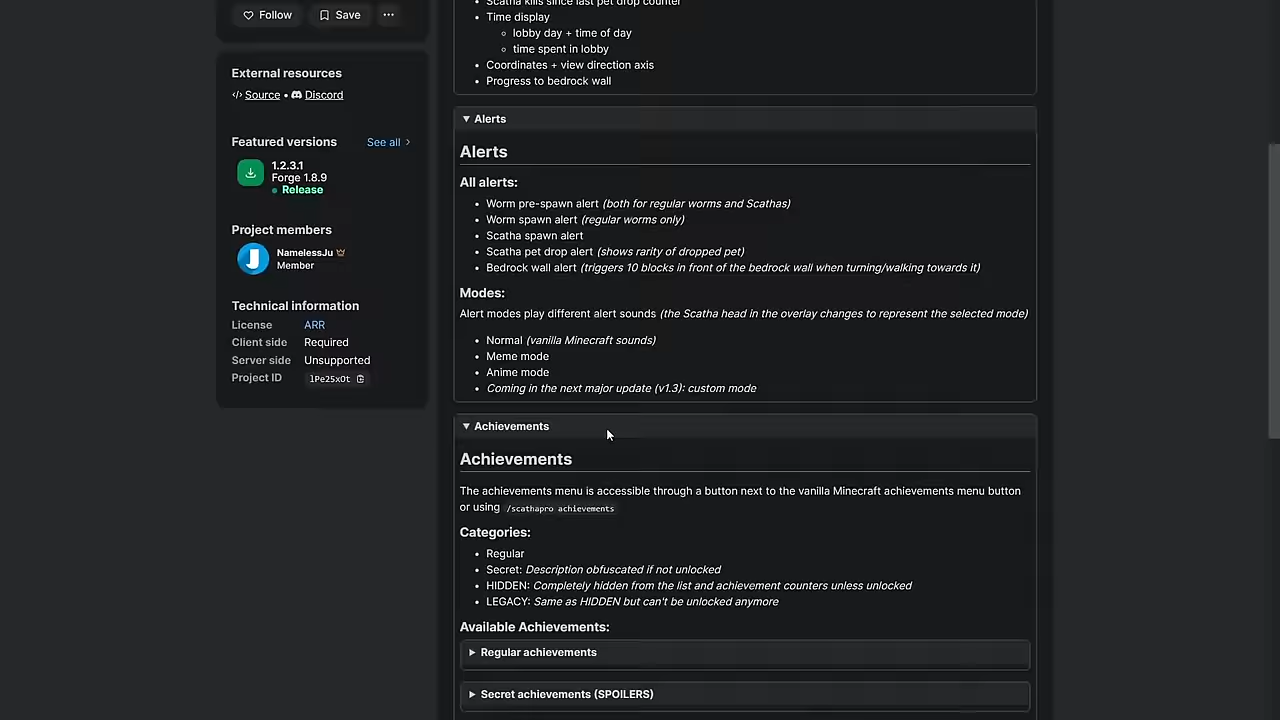 Follow
Save
External resources
Source • Discord
Featured versions
See all
1.2.3.1
Forge 1.8.9
Release
Project members
NamelessJu
Member
Technical information
License ARR
Client side Required
Server side Unsupported
Project ID lPe25xOt
Scatha kills since last pet drop counter
Time display
lobby day + time of day
time spent in lobby
Coordinates + view direction axis
Progress to bedrock wall
Alerts
Alerts
All alerts:
Worm pre-spawn alert (both for regular worms and Scathas)
Worm spawn alert (regular worms only)
Scatha spawn alert
Scatha pet drop alert (shows rarity of dropped pet)
Bedrock wall alert (triggers 10 blocks in front of the bedrock wall when turning/walking towards it)
Modes:
Alert modes play different alert sounds (the Scatha head in the overlay changes to represent the selected mode)
Normal (vanilla Minecraft sounds)
Meme mode
Anime mode
Coming in the next major update (v1.3): custom mode
Achievements
Achievements
The achievements menu is accessible through a button next to the vanilla Minecraft achievements menu button
or using /scathapro achievements
Categories:
Regular
Secret: Description obfuscated if not unlocked
HIDDEN: Completely hidden from the list and achievement counters unless unlocked
LEGACY: Same as HIDDEN but can't be unlocked anymore
Available Achievements:
Regular achievements
Secret achievements (SPOILERS)